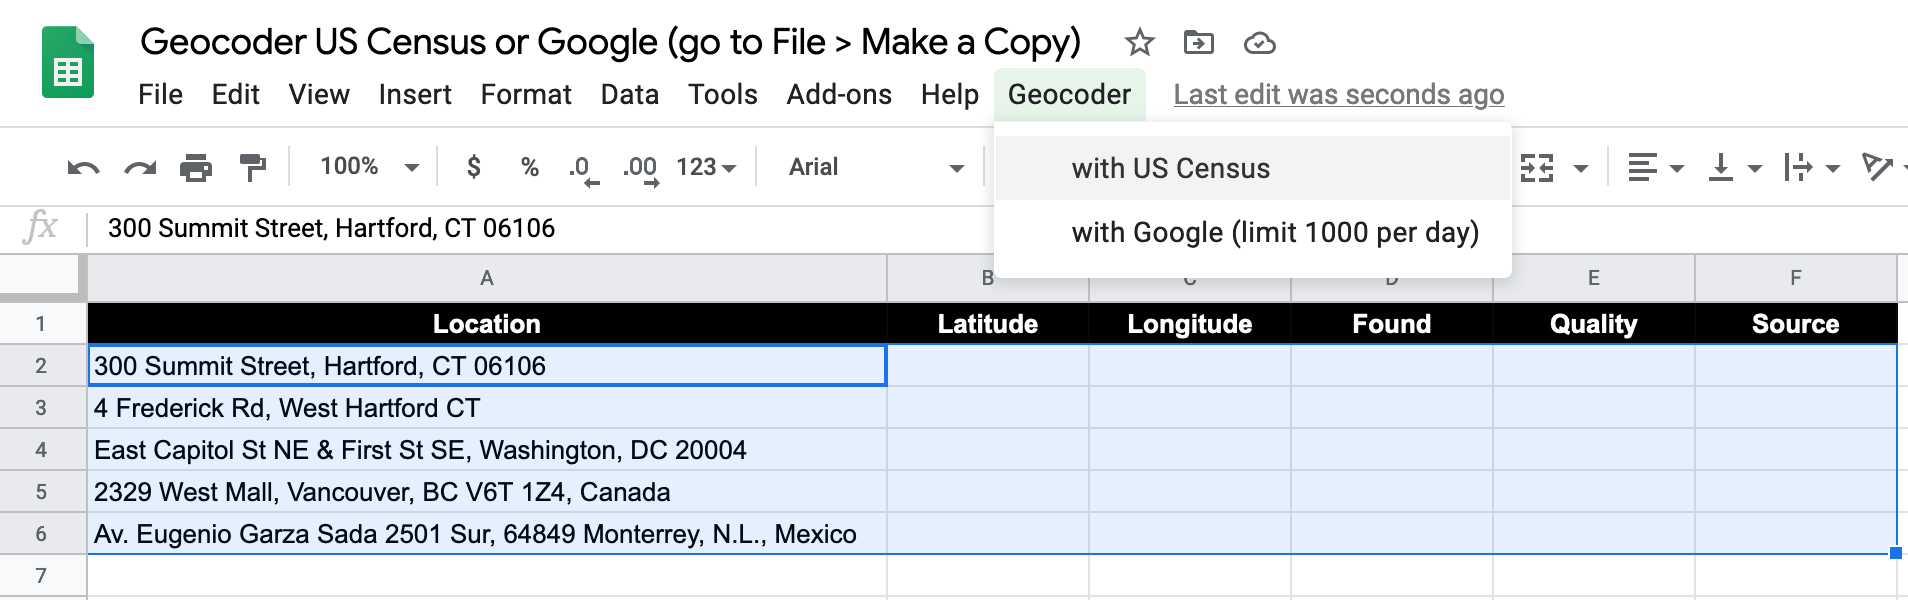 Geocoder US Census or Google (go to File > Make a Copy)
File Edit View Insert Format Data Tools Add-ons Help Geocoder Last edit was seconds ago
100% $ % .0 .00 123 Arial
with US Census
fx 300 Summit Street, Hartford, CT 06106
with Google (limit 1000 per day)
A B C D E F
1 Location Latitude Longitude Found Quality Source
2 300 Summit Street, Hartford, CT 06106
3 4 Frederick Rd, West Hartford CT
4 East Capitol St NE & First St SE, Washington, DC 20004
5 2329 West Mall, Vancouver, BC V6T 1Z4, Canada
6 Av. Eugenio Garza Sada 2501 Sur, 64849 Monterrey, N.L., Mexico
7